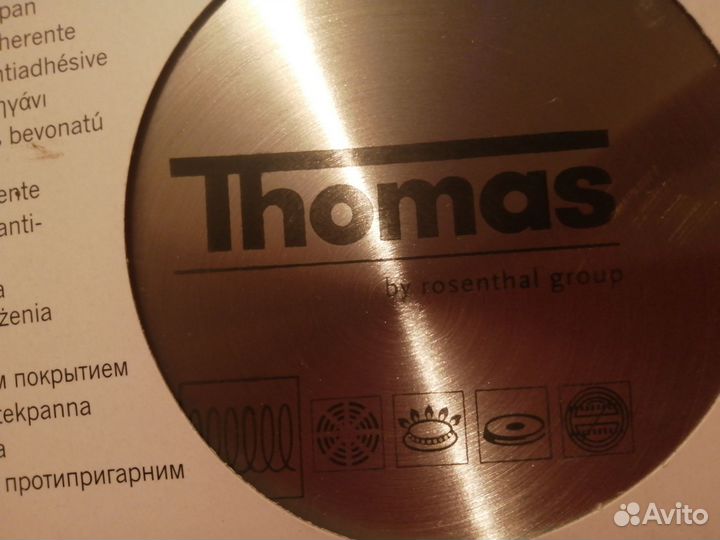 pan
herente
ntiadhésive
ηγάνι
bevonatú
ente
anti-
a
żenia
м покрытием
tekpanna
a
протипригарним
Thomas
by rosenthal group
Avito